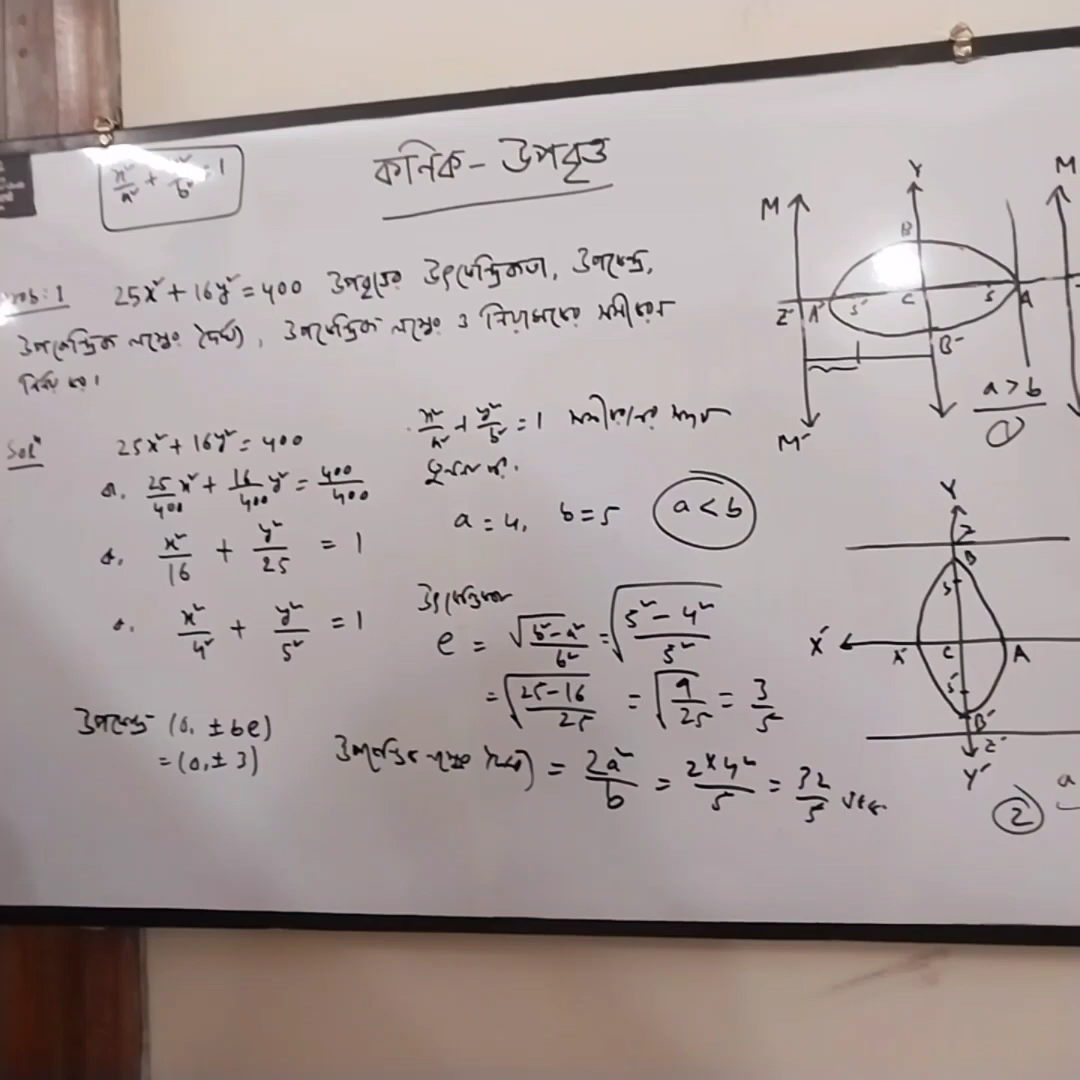 কনিক- উপবৃত্ত
x²/a² + y²/b² = 1
Prob: 1 25x² + 16y² = 400 উপবৃত্তের উৎকেন্দ্রিকতা, উপকেন্দ্র,
উপকেন্দ্রিক লম্বের দৈর্ঘ্য, উপকেন্দ্রিক লম্বের ও নিয়ামকের সমীকরণ
নির্ণয় কর।
Solⁿ 25x² + 16y² = 400
বা, 25/400 x² + 16/400 y² = 400/400
বা, x²/16 + y²/25 = 1
বা, x²/4² + y²/5² = 1
উপকেন্দ্র (0, ±be)
= (0, ±3)
x²/a² + y²/b² = 1 সমীকরণের সাথে
তুলনা করে.
a = 4, b = 5 a < b
উৎকেন্দ্রিকতা
e = √(b² - a²)/b² = √(5² - 4²)/5²
= √(25-16)/25 = √9/25 = 3/5
উপকেন্দ্রিক লম্বের দৈর্ঘ্য = 2a²/b = 2×4²/5 = 32/5
M Y M
B
Z' A' S' C S A
B'
M'
a > b
1
Y
Z
B
S
X' A' C A
S'
B'
Z'
Y'
2 a